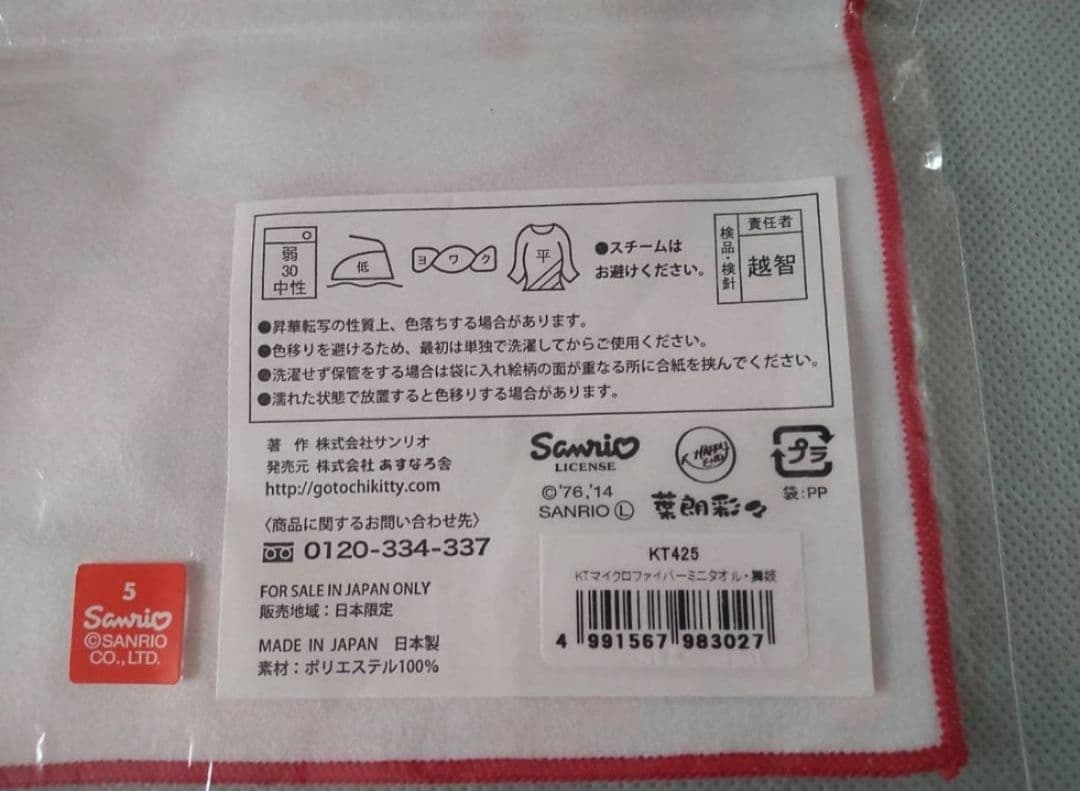 弱
30
中性
低
ヨワク
平
●スチームは
お避けください。
検品・検針
責任者
越智
●昇華転写の性質上、色落ちする場合があります。
●色移りを避けるため、最初は単独で洗濯してからご使用ください。
●洗濯せず保管をする場合は袋に入れ絵柄の面が重なる所に合紙を挟んでください。
●濡れた状態で放置すると色移りする場合があります。
著　作 株式会社サンリオ
発売元 株式会社 あすなろ舎
http://gotochikitty.com
〈商品に関するお問い合わせ先〉
0120-334-337
FOR SALE IN JAPAN ONLY
販売地域：日本限定
MADE IN JAPAN 日本製
素材：ポリエステル100%
Sanrio
LICENSE
©'76,'14
SANRIO Ⓛ
葉朗彩々
プラ
袋:PP
KT425
KTマイクロファイバーミニタオル・舞妓
4 991567 983027
5
Sanrio
©SANRIO
CO.,LTD.